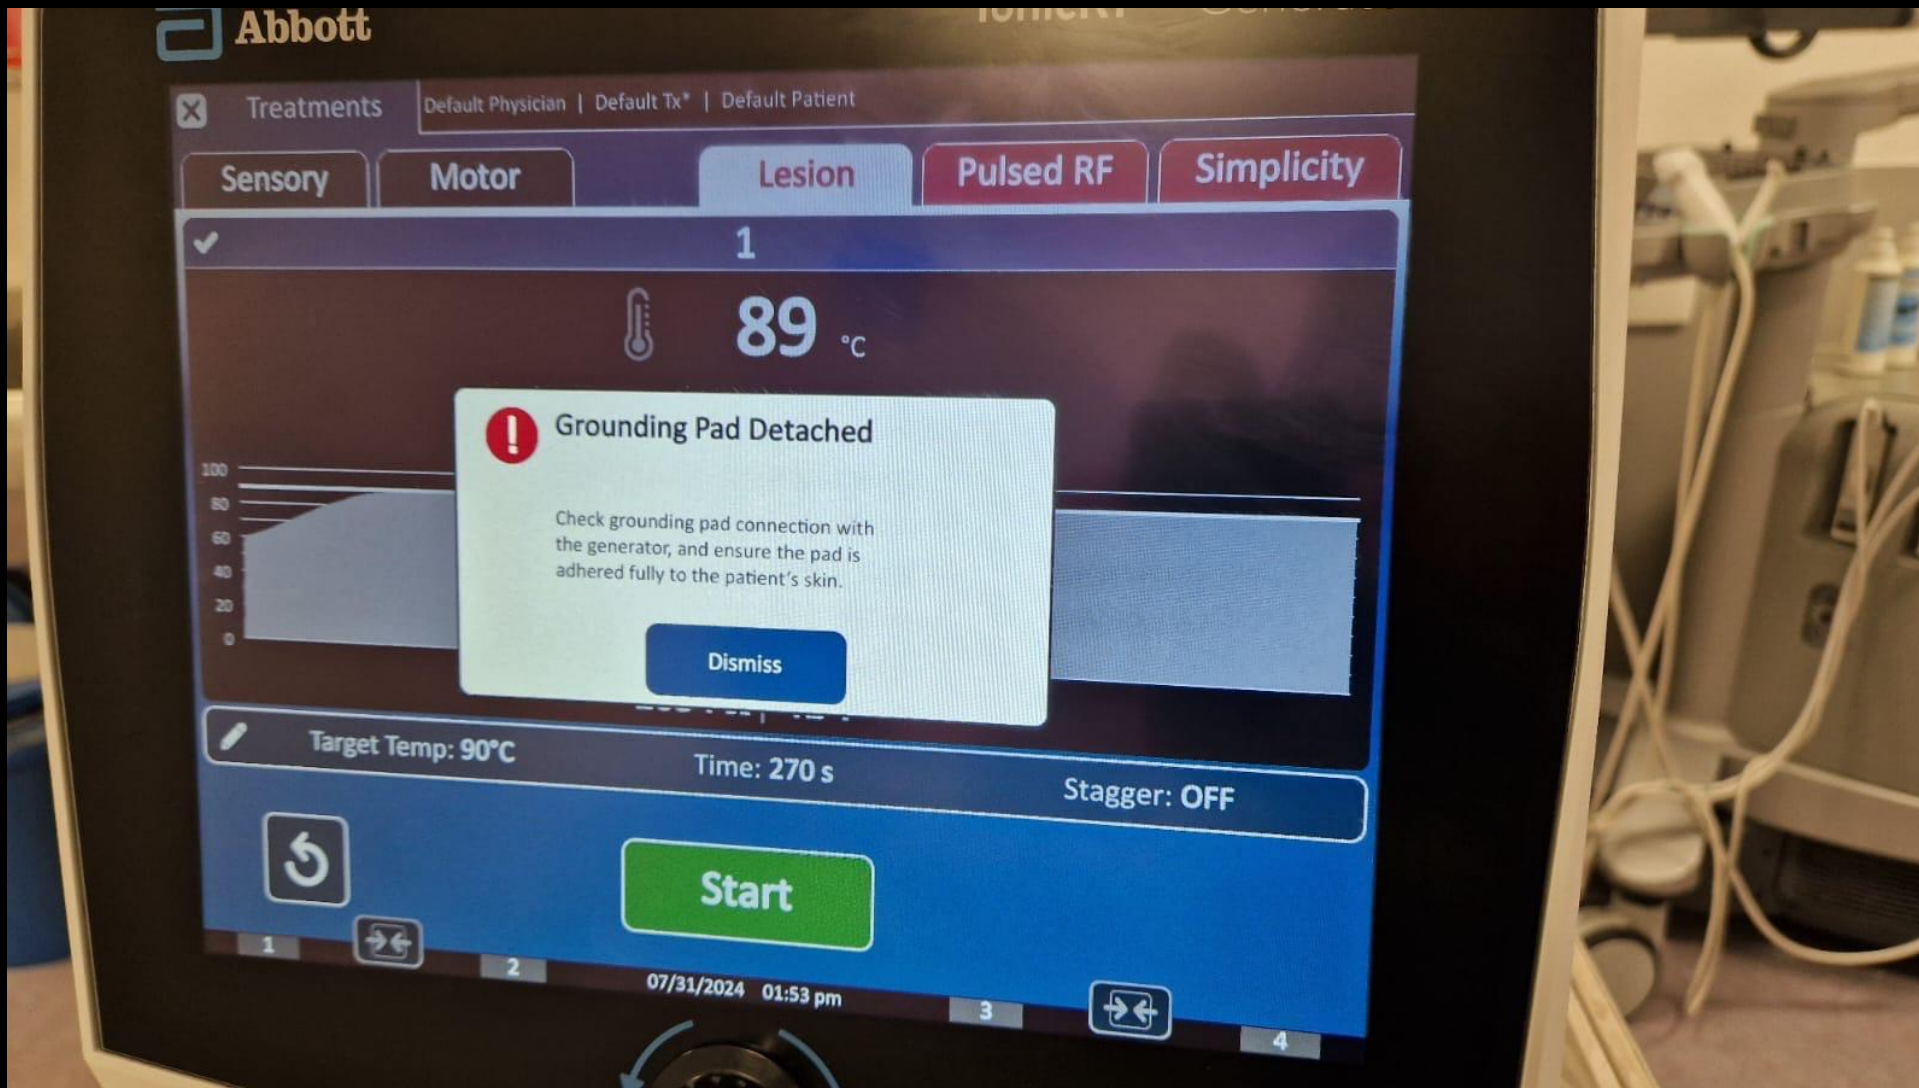 Abbott
Treatments
Default Physician | Default Tx* | Default Patient
Sensory
Motor
Lesion
Pulsed RF
Simplicity
1
89 °C
Grounding Pad Detached
Check grounding pad connection with
the generator, and ensure the pad is
adhered fully to the patient's skin.
Dismiss
100
80
60
40
20
0
Target Temp: 90°C
Time: 270 s
Stagger: OFF
Start
1
2
07/31/2024 01:53 pm
3
4